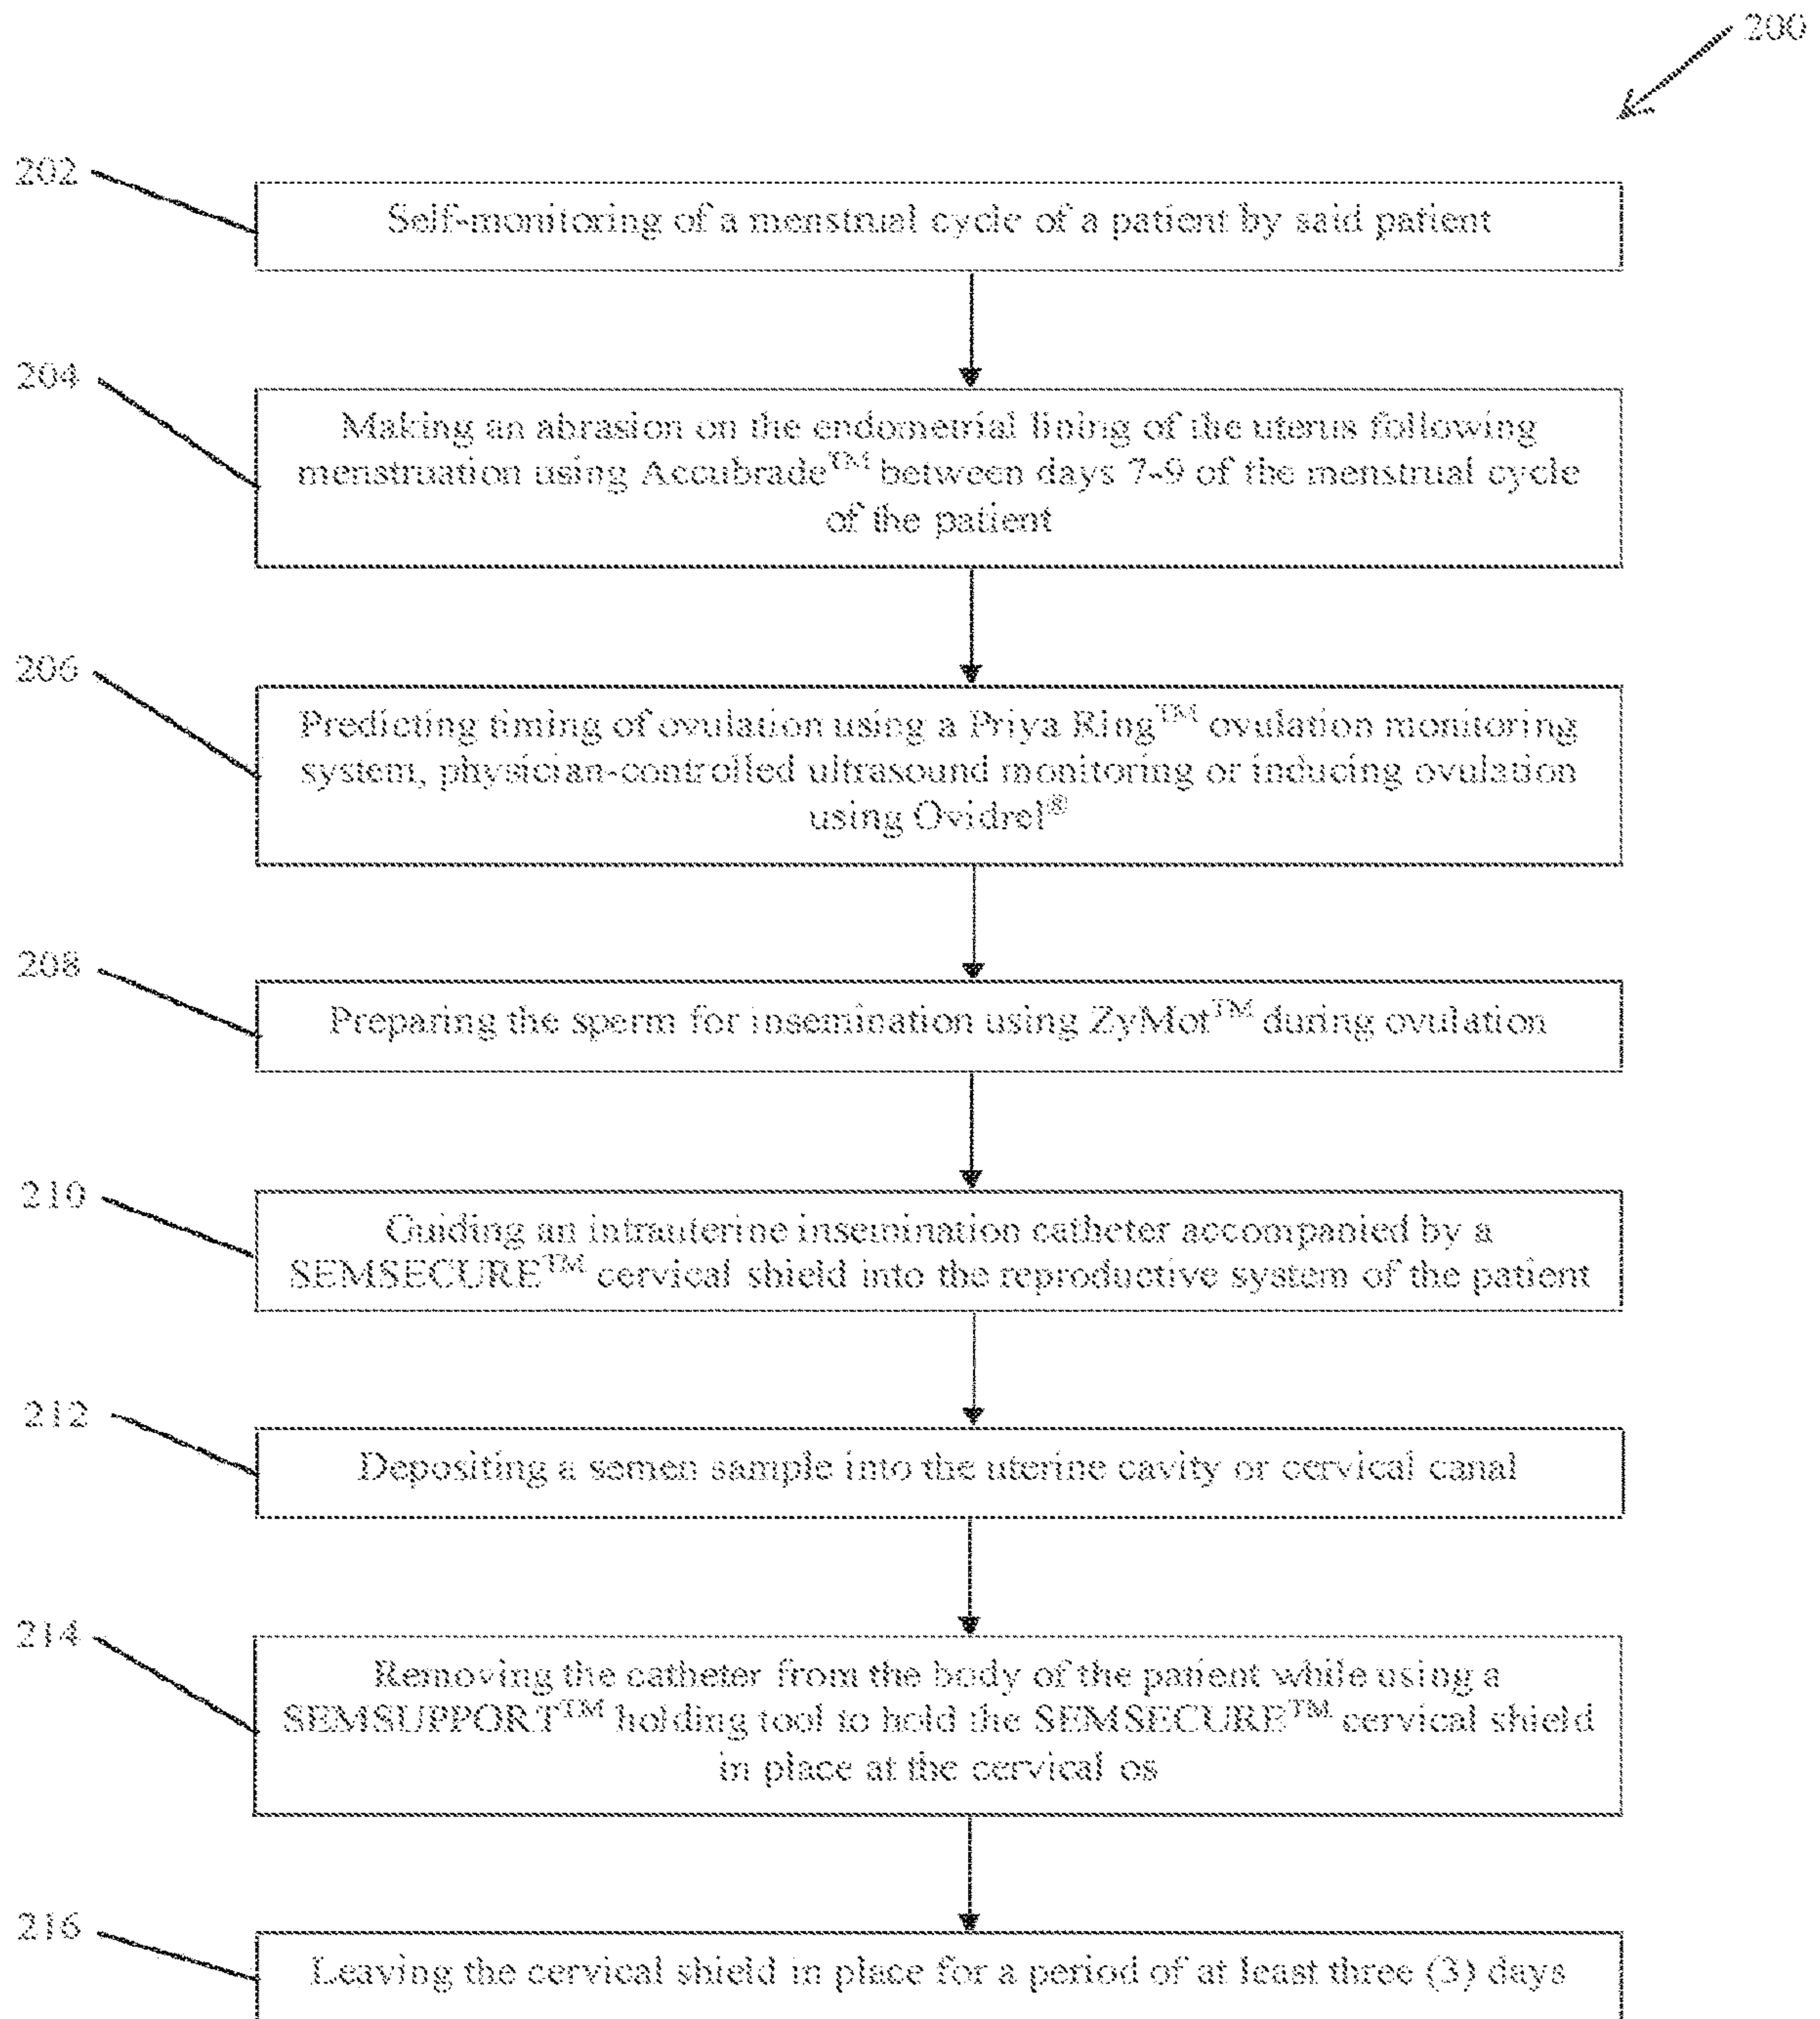 200
202
Self-monitoring of a menstrual cycle of a patient by said patient
204
Making an abrasion on the endometrial lining of the uterus following
menstruation using Accubrade™ between days 7-9 of the menstrual cycle
of the patient
206
Predicting timing of ovulation using a Priya Ring™ ovulation monitoring
system, physician-controlled ultrasound monitoring or inducing ovulation
using Ovidrel®
208
Preparing the sperm for insemination using ZyMot™ during ovulation
210
Guiding an intrauterine insemination catheter accompanied by a
SEMSECURE™ cervical shield into the reproductive system of the patient
212
Depositing a semen sample into the uterine cavity or cervical canal
214
Removing the catheter from the body of the patient while using a
SEMSUPPORT™ holding tool to hold the SEMSECURE™ cervical shield
in place at the cervical os
216
Leaving the cervical shield in place for a period of at least three (3) days